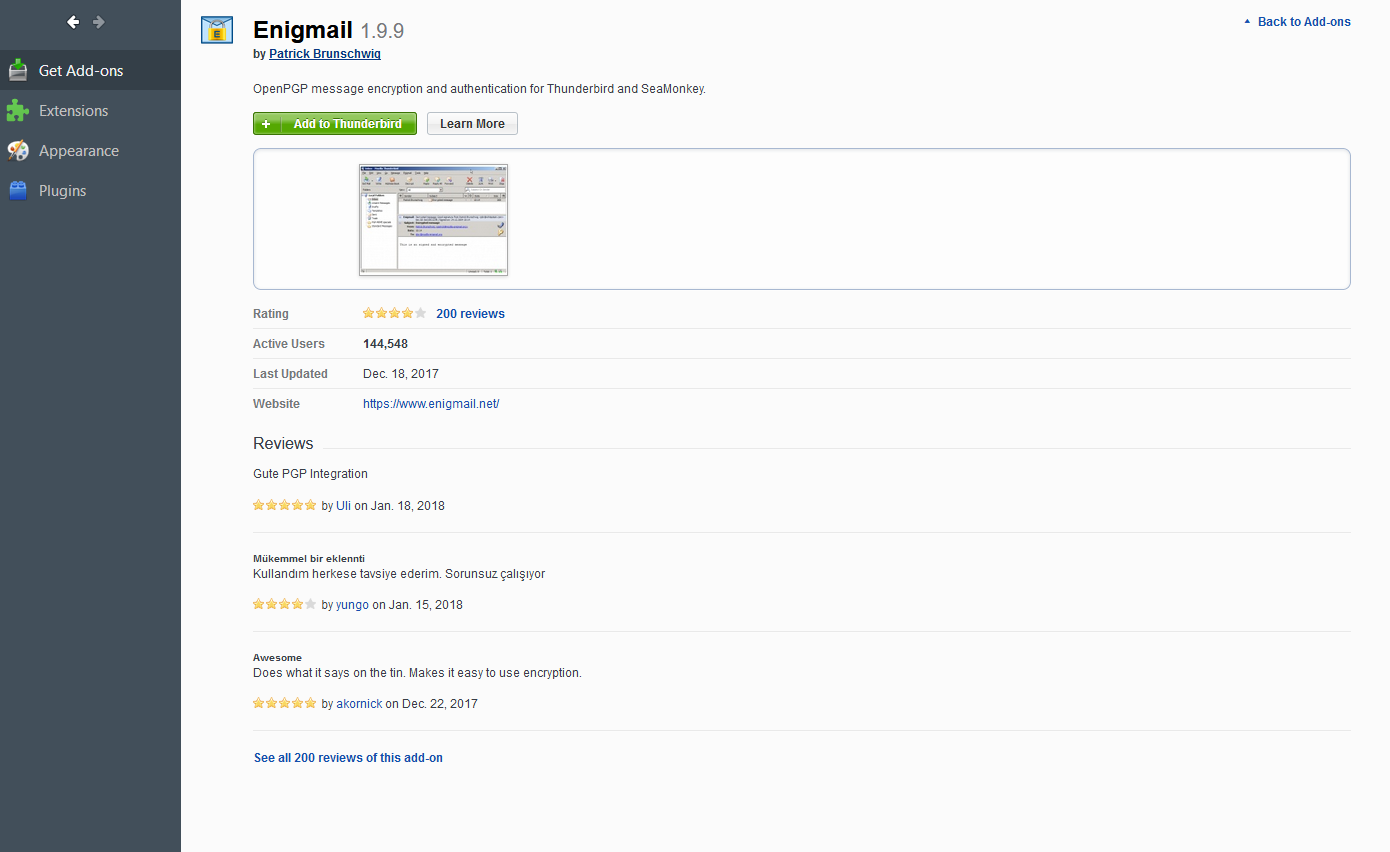 Get Add-ons
Extensions
Appearance
Plugins
Enigmail 1.9.9
Back to Add-ons
by Patrick Brunschwig
OpenPGP message encryption and authentication for Thunderbird and SeaMonkey.
+ Add to Thunderbird
Learn More
Rating 200 reviews
Active Users 144,548
Last Updated Dec. 18, 2017
Website https://www.enigmail.net/
Reviews
Gute PGP Integration
by Uli on Jan. 18, 2018
Mükemmel bir eklennti
Kullandım herkese tavsiye ederim. Sorunsuz çalışıyor
by yungo on Jan. 15, 2018
Awesome
Does what it says on the tin. Makes it easy to use encryption.
by akornick on Dec. 22, 2017
See all 200 reviews of this add-on